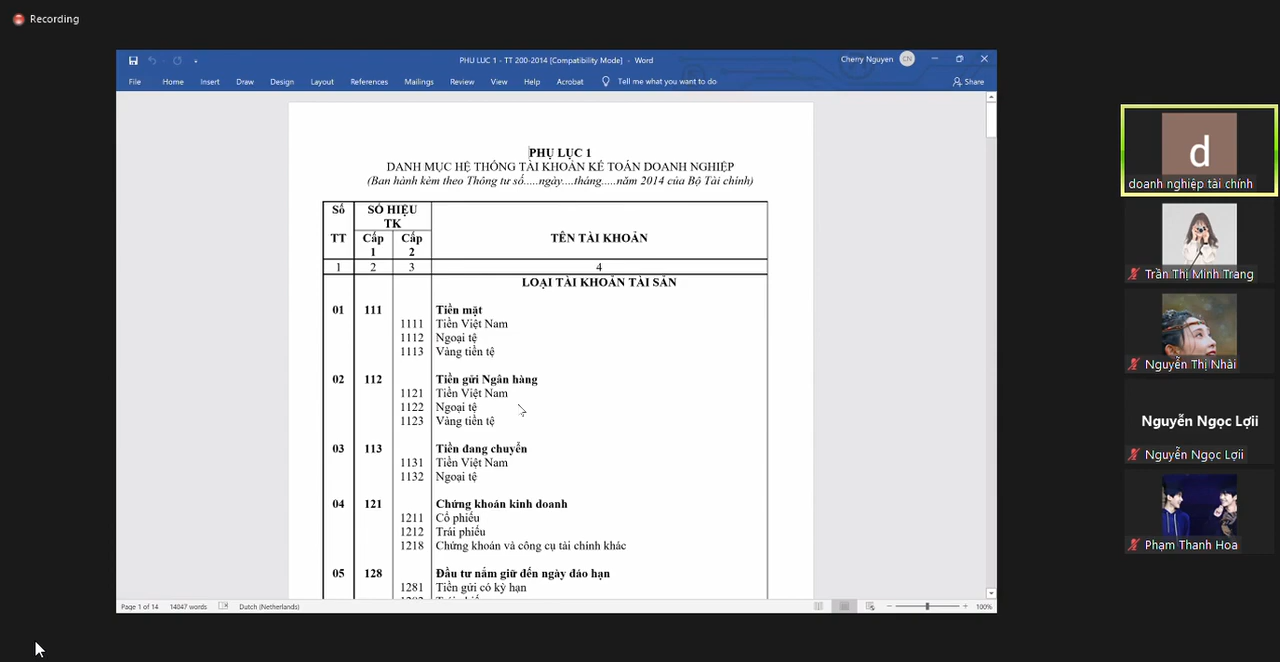 Recording
PHU LUC 1 - TT 200-2014 [Compatibility Mode] - Word
Cherry Nguyen
CN
File Home Insert Draw Design Layout References Mailings Review View Help Acrobat Tell me what you want to do
Share
PHỤ LỤC 1
DANH MỤC HỆ THỐNG TÀI KHOẢN KẾ TOÁN DOANH NGHIỆP
(Ban hành kèm theo Thông tư số.....ngày....tháng.....năm 2014 của Bộ Tài chính)
Số SỐ HIỆU
TK
TT Cấp Cấp TÊN TÀI KHOẢN
1 2
1 2 3 4
LOẠI TÀI KHOẢN TÀI SẢN
01 111 Tiền mặt
1111 Tiền Việt Nam
1112 Ngoại tệ
1113 Vàng tiền tệ
02 112 Tiền gửi Ngân hàng
1121 Tiền Việt Nam
1122 Ngoại tệ
1123 Vàng tiền tệ
03 113 Tiền đang chuyển
1131 Tiền Việt Nam
1132 Ngoại tệ
04 121 Chứng khoán kinh doanh
1211 Cổ phiếu
1212 Trái phiếu
1218 Chứng khoán và công cụ tài chính khác
05 128 Đầu tư nắm giữ đến ngày đáo hạn
1281 Tiền gửi có kỳ hạn
Page 1 of 14 14047 words Dutch (Netherlands) 100%
d
doanh nghiệp tài chính
Trần Thị Minh Trang
Nguyễn Thị Nhài
Nguyễn Ngọc Lợii
Nguyễn Ngọc Lợii
Phạm Thanh Hoa